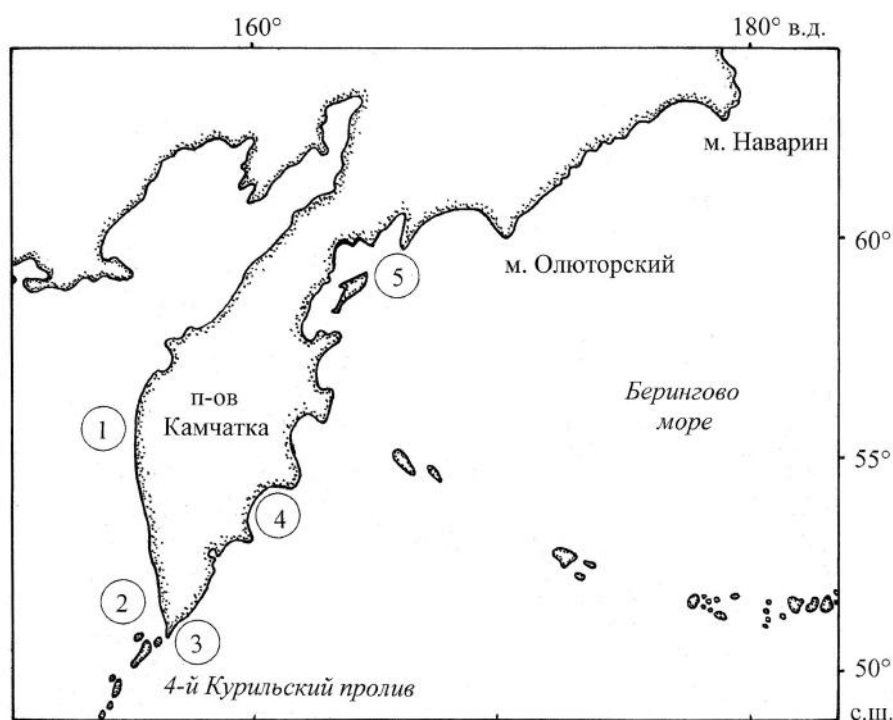 160°
180° в.д.
м. Наварин
60°
м. Олюторский
5
п-ов
Камчатка
Берингово
море
1
55°
4
2
3
4-й Курильский пролив
50°
с.ш.